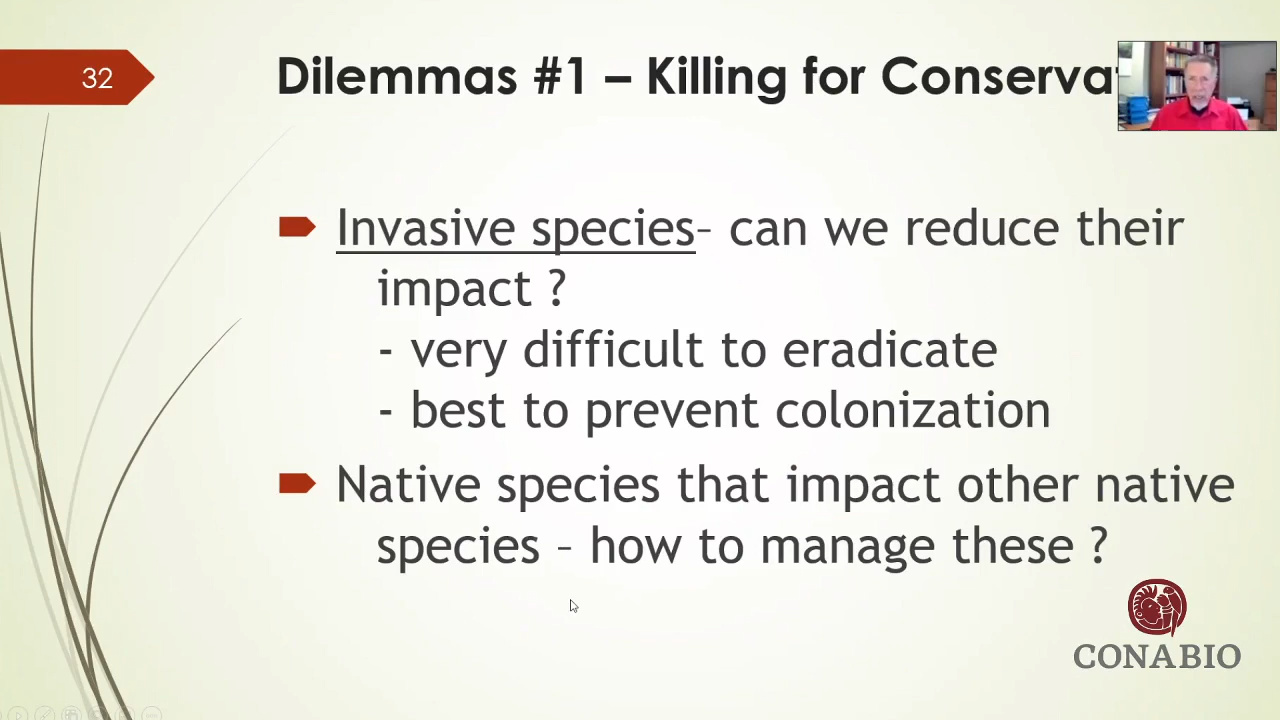 32
Dilemmas #1 – Killing for Conserva
Invasive species– can we reduce their
impact ?
- very difficult to eradicate
- best to prevent colonization
Native species that impact other native
species – how to manage these ?
CONABIO